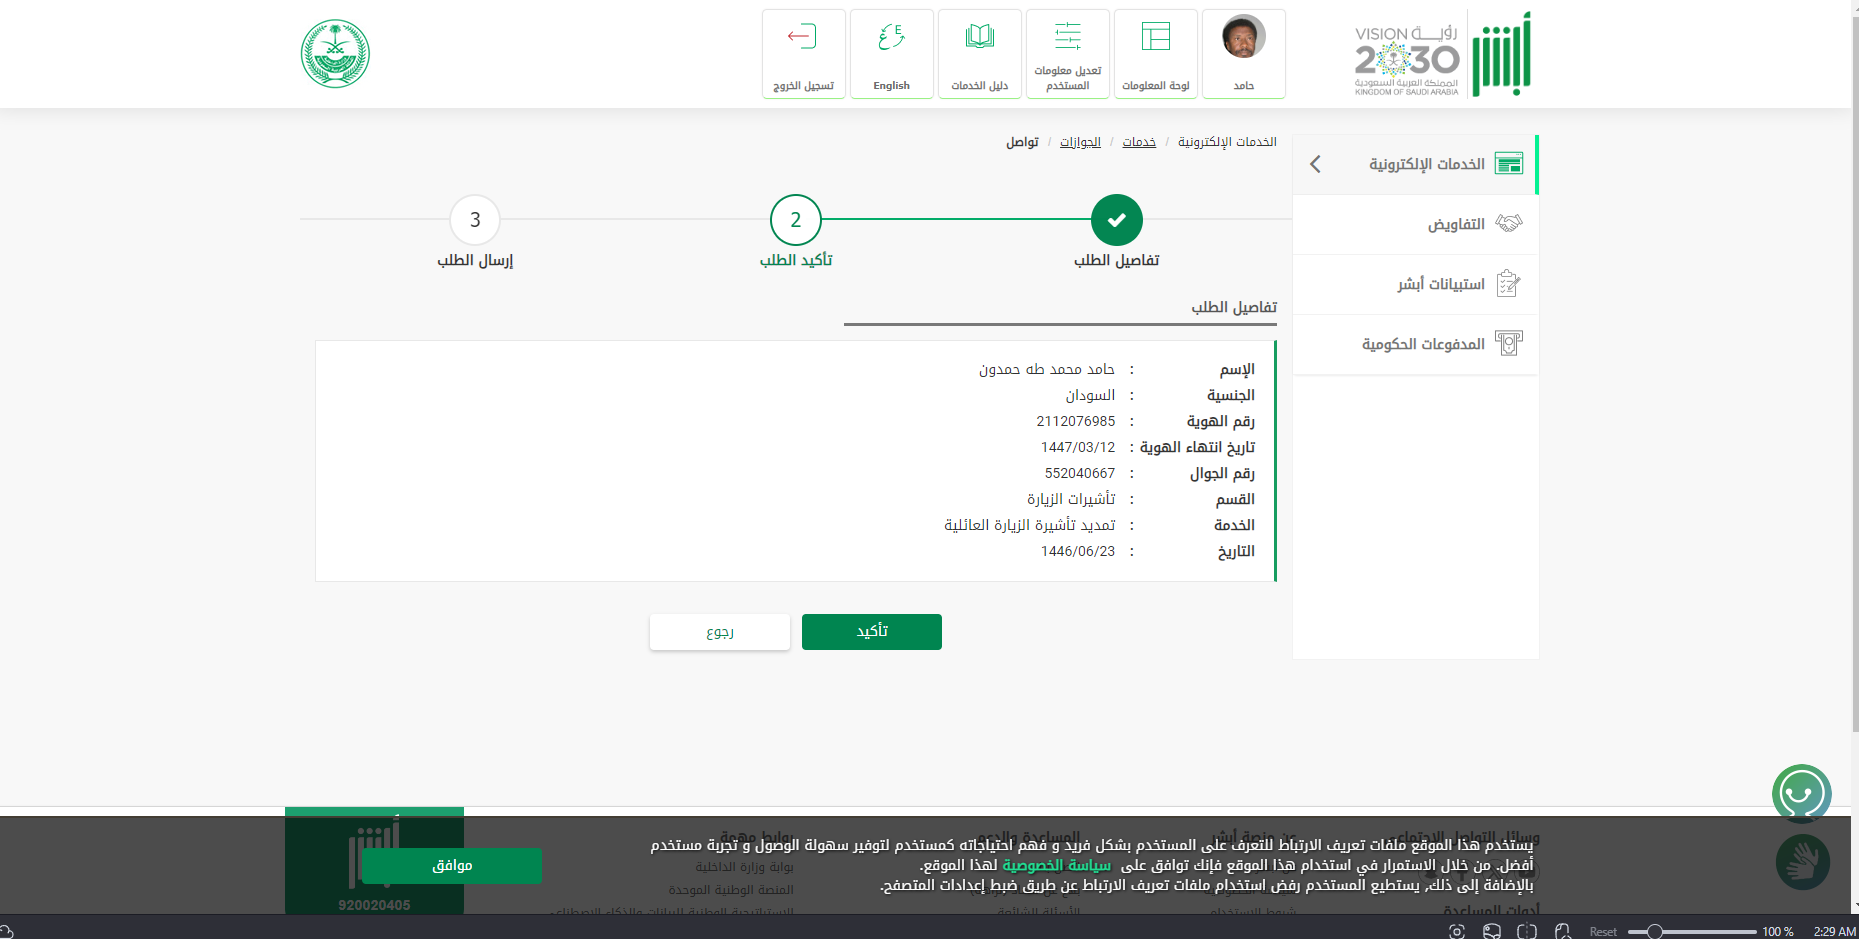 رؤيــة VISION
2030
المملكة العربية السعودية
KINGDOM OF SAUDI ARABIA
أبشر
حامد
لوحة المعلومات
تعديل معلومات
المستخدم
دليل الخدمات
English
تسجيل الخروج
الخدمات الإلكترونية / خدمات / الجوازات / تواصل
الخدمات الإلكترونية
التفاويض
استبيانات أبشر
المدفوعات الحكومية
تفاصيل الطلب
2
تأكيد الطلب
3
إرسال الطلب
تفاصيل الطلب
الإسم : حامد محمد طه حمدون
الجنسية : السودان
رقم الهوية : 2112076985
تاريخ انتهاء الهوية : 1447/03/12
رقم الجوال : 552040667
القسم : تأشيرات الزيارة
الخدمة : تمديد تأشيرة الزيارة العائلية
التاريخ : 1446/06/23
تأكيد
رجوع
وسائل التواصل الاجتماعي
عن منصة أبشر
المساعدة والدعم
روابط مهمة
يستخدم هذا الموقع ملفات تعريف الارتباط للتعرف على المستخدم بشكل فريد و فهم احتياجاته كمستخدم لتوفير سهولة الوصول و تجربة مستخدم
أفضل. من خلال الاستمرار في استخدام هذا الموقع فإنك توافق على سياسة الخصوصية لهذا الموقع.
بالإضافة إلى ذلك, يستطيع المستخدم رفض استخدام ملفات تعريف الارتباط عن طريق ضبط إعدادات المتصفح.
موافق
بوابة وزارة الداخلية
المنصة الوطنية الموحدة
أدوات المساعدة
شروط الاستخدام
الأسئلة الشائعة
الاستراتيجية الوطنية للبيانات والذكاء الاصطناعي
920020405
Reset
100 %
2:29 AM